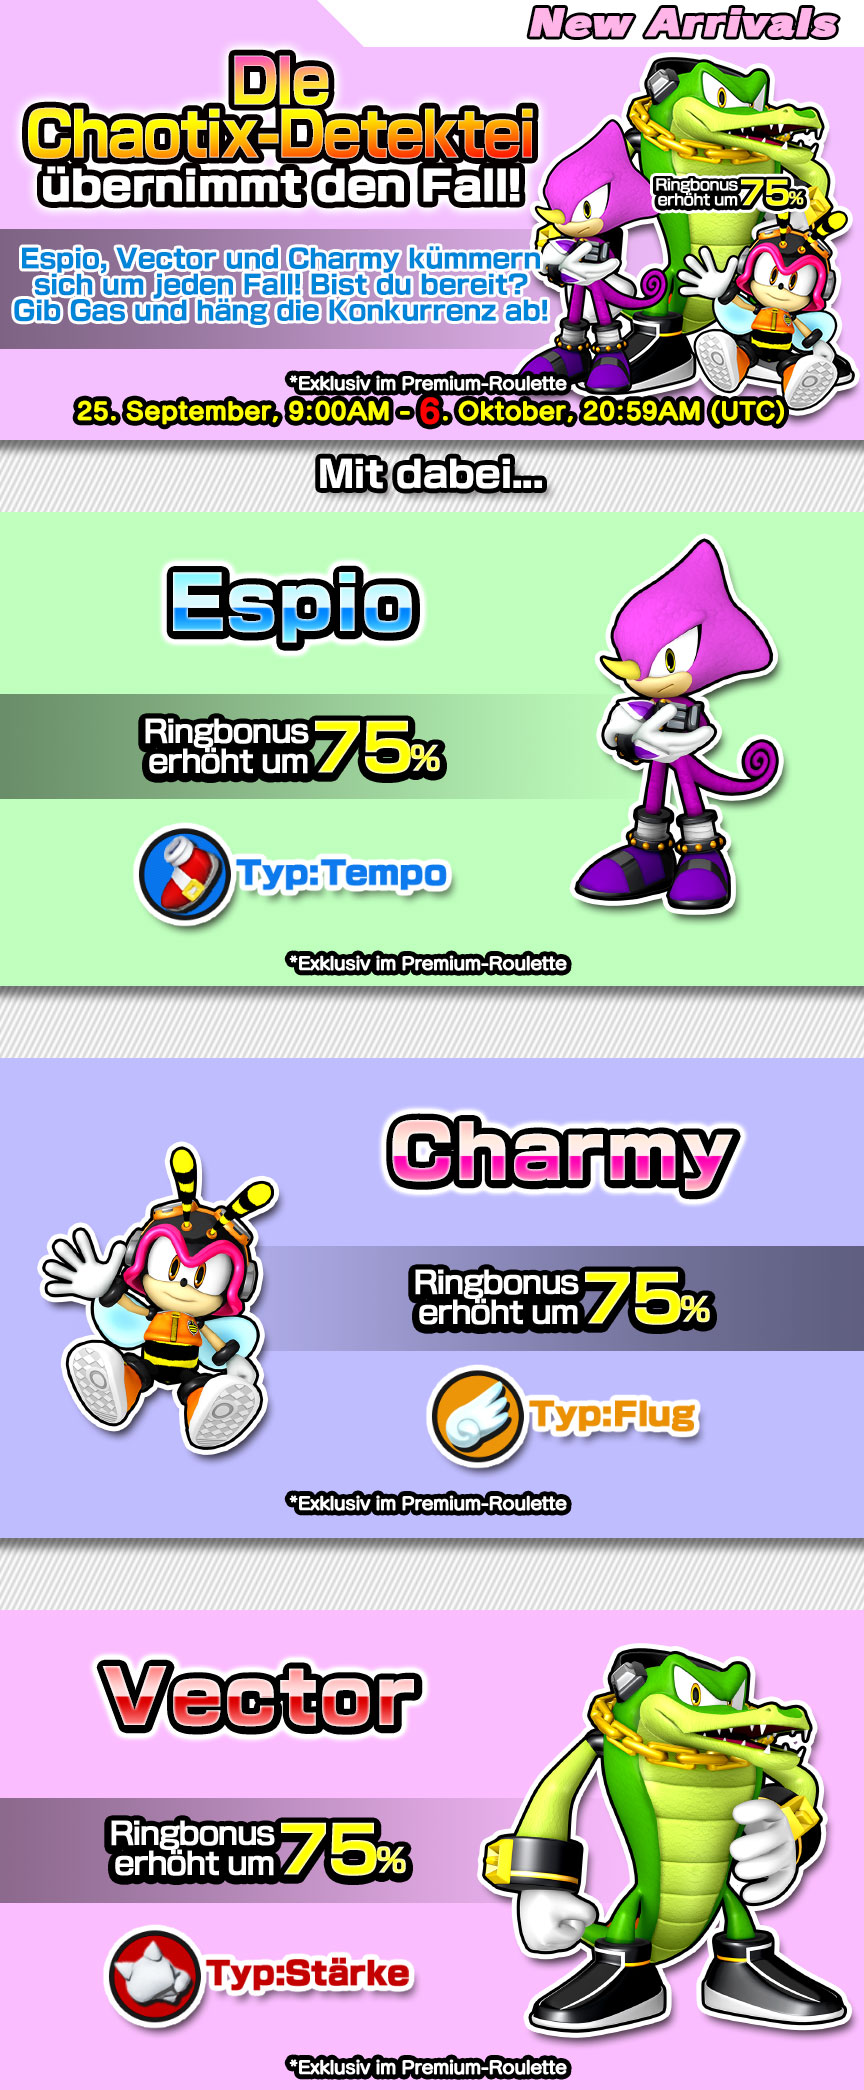 New Arrivals
DIe
Chaotix-Detektei
übernimmt den Fall!
Ringbonus
erhöht um 75%
Espio, Vector und Charmy kümmern
sich um jeden Fall! Bist du bereit?
Gib Gas und häng die Konkurrenz ab!
*Exklusiv im Premium-Roulette
25. September, 9:00AM - 6. Oktober, 20:59AM (UTC)
Mit dabei...
Espio
Ringbonus
erhöht um 75%
Typ:Tempo
*Exklusiv im Premium-Roulette
Charmy
Ringbonus
erhöht um 75%
Typ:Flug
*Exklusiv im Premium-Roulette
Vector
Ringbonus
erhöht um 75%
Typ:Stärke
*Exklusiv im Premium-Roulette